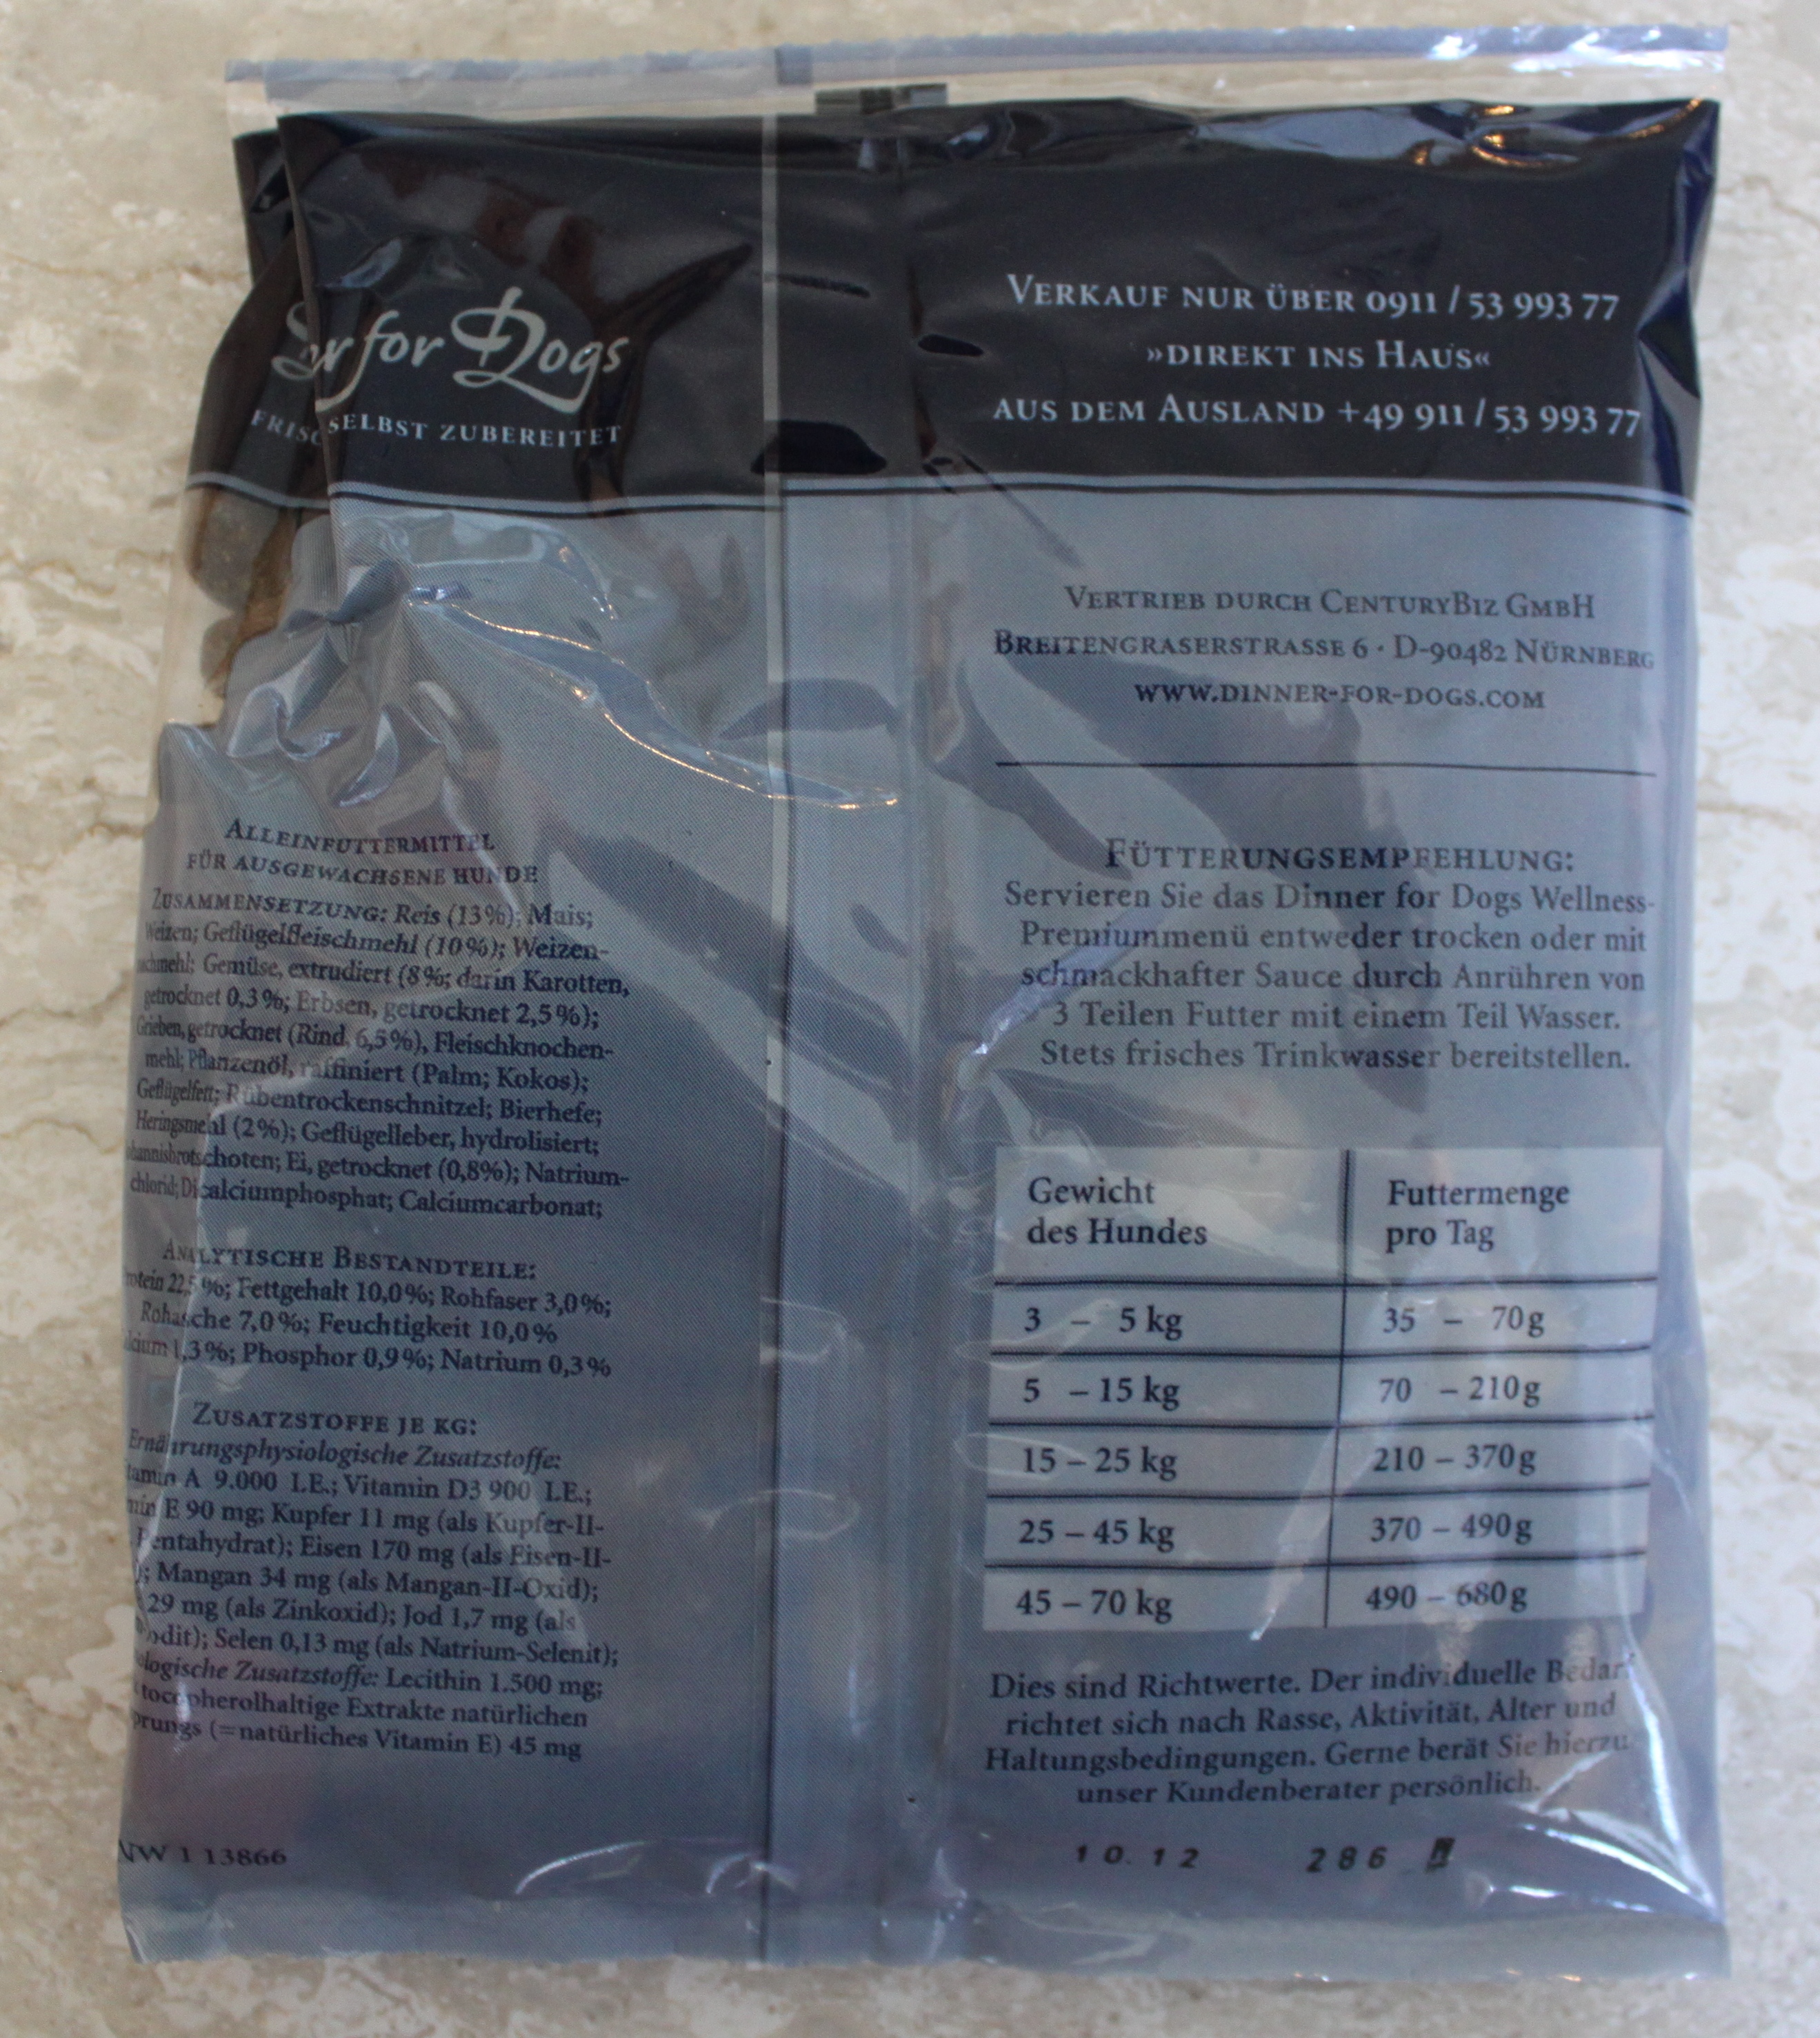 for Dogs
SELBST ZUBEREITET
ALLEINFUTTERMITTEL
FÜR AUSGEWACHSENE HUNDE
ZUSAMMENSETZUNG: Reis (13%); Mais;
Weizen; Geflügelfleischmehl (10%); Weizen-
Gemüse, extrudiert (8%; darin Karotten,
getrocknet 0,3%; Erbsen, getrocknet 2,5%);
Grieben, getrocknet (Rind, 6,5%), Fleischknochen-
mehl; Pflanzenöl, raffiniert (Palm; Kokos);
Geflügelfett; Rübentrockenschnitzel; Bierhefe;
Heringsmehl (2%); Geflügelleber, hydrolisiert;
Ei, getrocknet (0,8%); Natrium-
chlorid; Dicalciumphosphat; Calciumcarbonat;
ANALYTISCHE BESTANDTEILE:
22,5%; Fettgehalt 10,0%; Rohfaser 3,0%;
Rohasche 7,0%; Feuchtigkeit 10,0%
1,3%; Phosphor 0,9%; Natrium 0,3%
ZUSATZSTOFFE JE KG:
Ernährungsphysiologische Zusatzstoffe:
A 9.000 I.E.; Vitamin D3 900 I.E.;
E 90 mg; Kupfer 11 mg (als Kupfer-II-
Pentahydrat); Eisen 170 mg (als Eisen-II-
Mangan 34 mg (als Mangan-II-Oxid);
29 mg (als Zinkoxid); Jod 1,7 mg (als
Selen 0,13 mg (als Natrium-Selenit);
Zusatzstoffe: Lecithin 1.500 mg;
tocopherolhaltige Extrakte natürlichen
(=natürliches Vitamin E) 45 mg
1 13866
VERKAUF NUR ÜBER 0911 / 53 993 77
»DIREKT INS HAUS«
AUS DEM AUSLAND +49 911 / 53 993 77
VERTRIEB DURCH CENTURYBIZ GMBH
BREITENGRASERSTRASSE 6 · D-90482 NÜRNBERG
WWW.DINNER-FOR-DOGS.COM
FÜTTERUNGSEMPFEHLUNG:
Servieren Sie das Dinner for Dogs Wellness-
Premiummenü entweder trocken oder mit
schmackhafter Sauce durch Anrühren von
3 Teilen Futter mit einem Teil Wasser.
Stets frisches Trinkwasser bereitstellen.
Gewicht des Hundes Futtermenge pro Tag
3 – 5 kg 35 – 70g
5 – 15 kg 70 – 210g
15 – 25 kg 210 – 370g
25 – 45 kg 370 – 490g
45 – 70 kg 490 – 680g
Dies sind Richtwerte. Der individuelle Bedarf
richtet sich nach Rasse, Aktivität, Alter und
Haltungsbedingungen. Gerne berät Sie hierzu
unser Kundenberater persönlich.
10.12 286